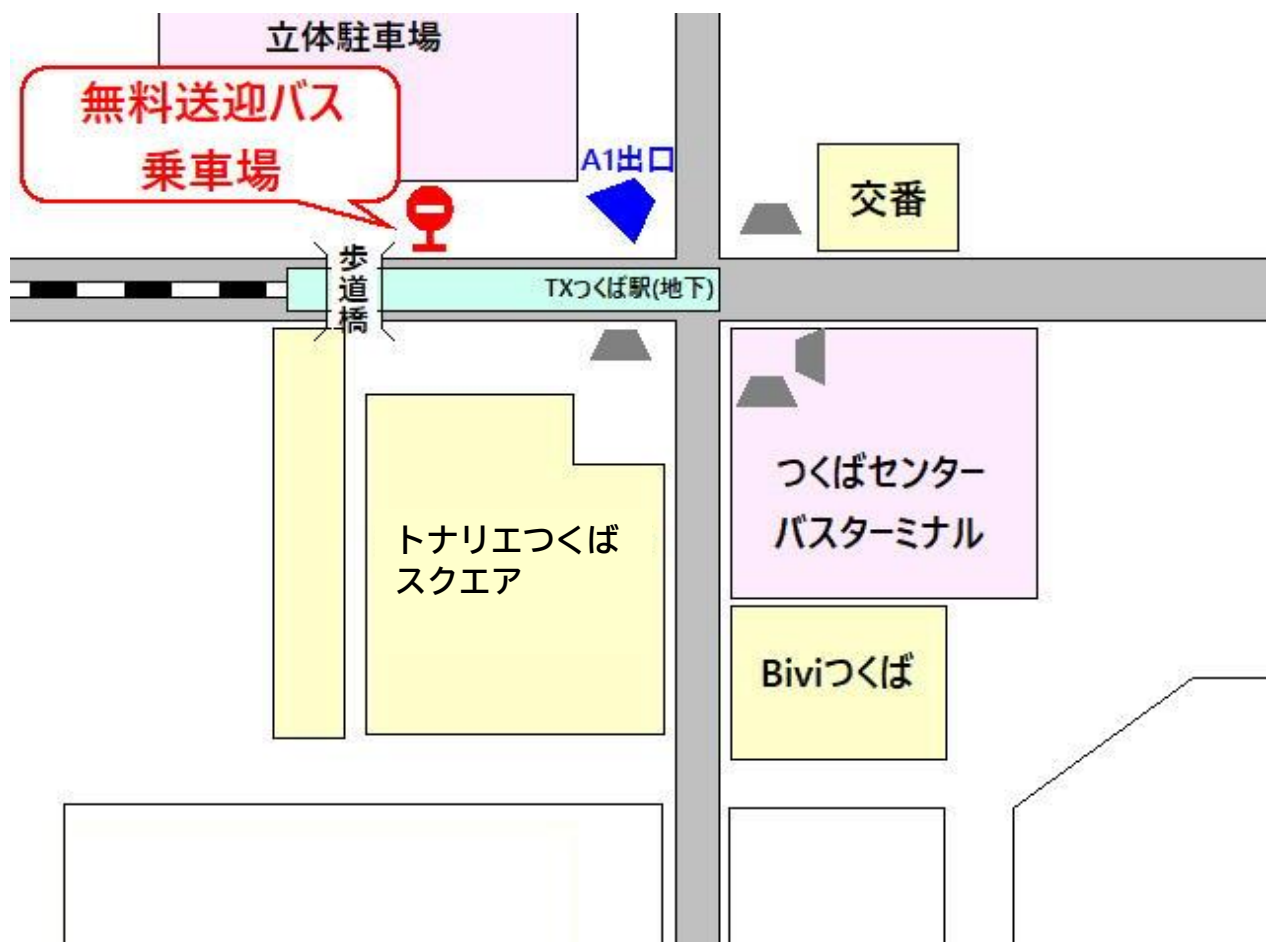 立体駐車場
無料送迎バス
乗車場
A1出口
交番
歩道橋
TXつくば駅(地下)
つくばセンター
バスターミナル
トナリエつくば
スクエア
Biviつくば